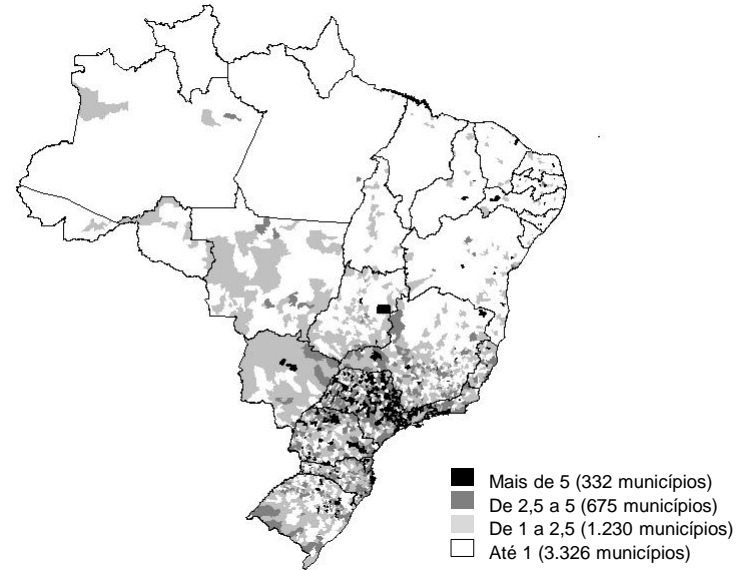 Mais de 5 (332 municípios)
De 2,5 a 5 (675 municípios)
De 1 a 2,5 (1.230 municípios)
Até 1 (3.326 municípios)